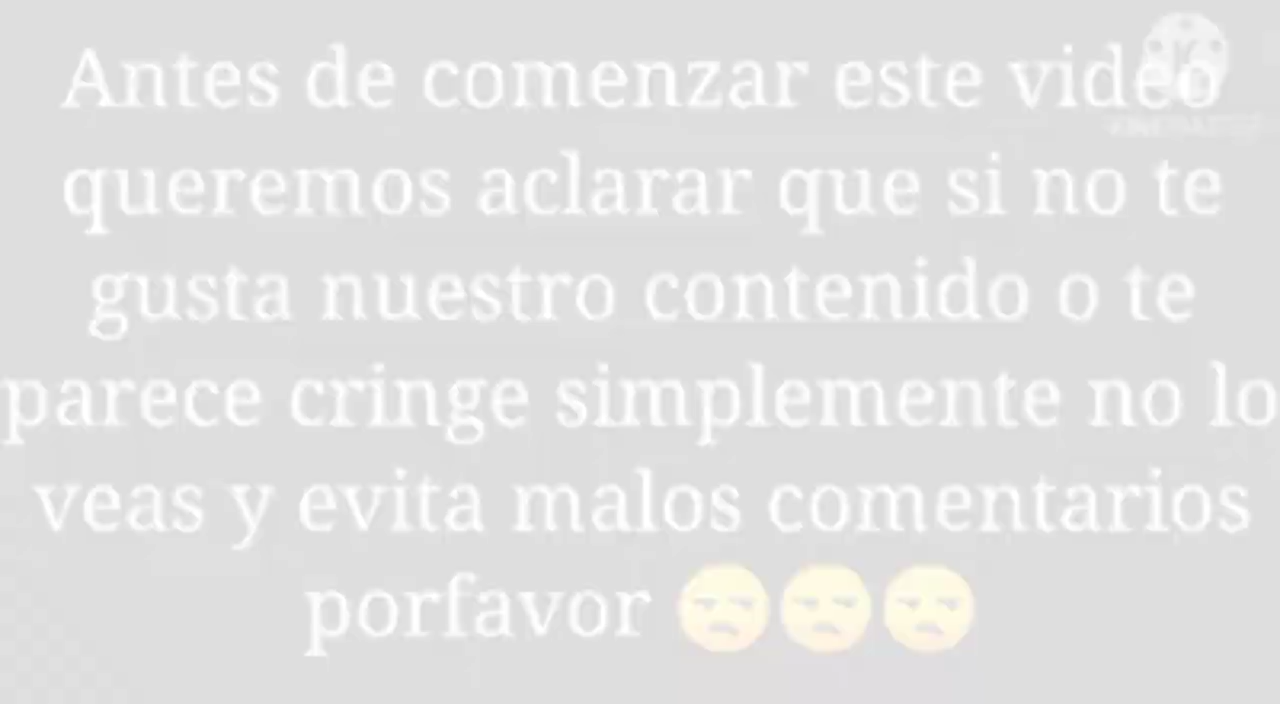 Antes de comenzar este video
queremos aclarar que si no te
gusta nuestro contenido o te
parece cringe simplemente no lo
veas y evita malos comentarios
porfavor 😒😒😒